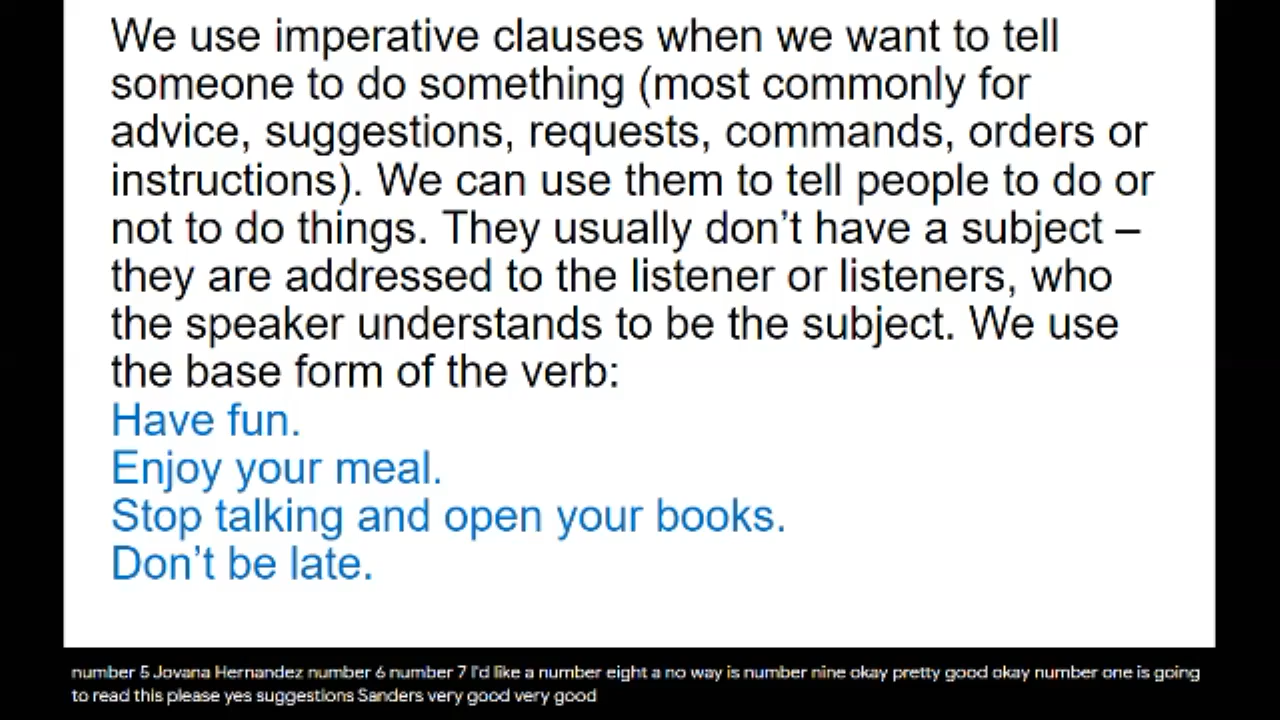 We use imperative clauses when we want to tell
someone to do something (most commonly for
advice, suggestions, requests, commands, orders or
instructions). We can use them to tell people to do or
not to do things. They usually don’t have a subject –
they are addressed to the listener or listeners, who
the speaker understands to be the subject. We use
the base form of the verb:
Have fun.
Enjoy your meal.
Stop talking and open your books.
Don’t be late.
number 5 Jovana Hernandez number 6 number 7 I'd like a number eight a no way is number nine okay pretty good okay number one is going
to read this please yes suggestions Sanders very good very good